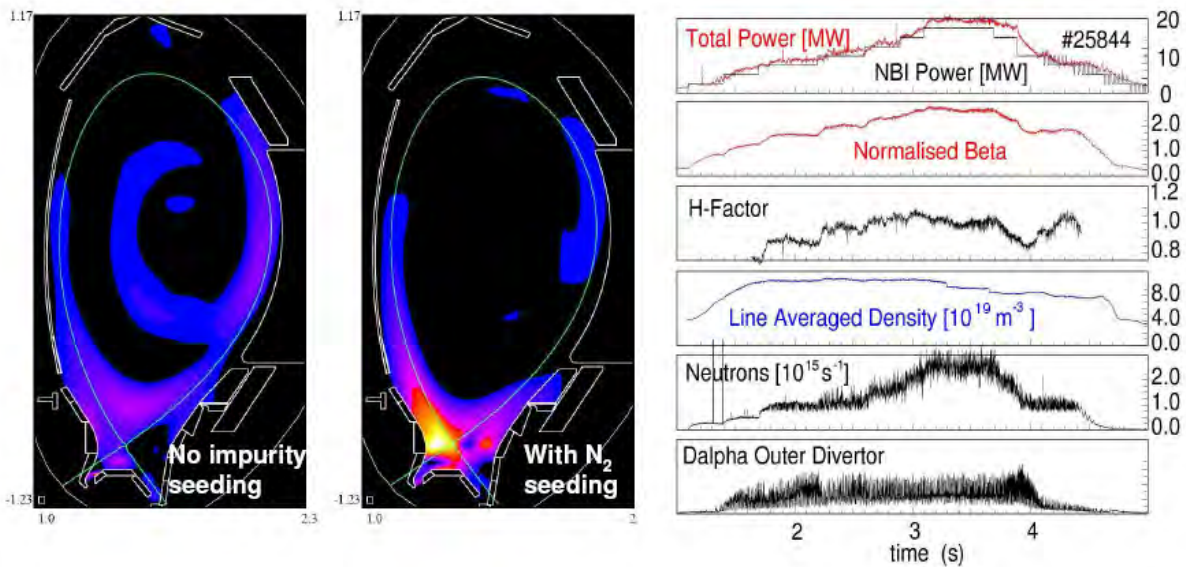 1.17
-1.23
1.0
2.3
No impurity
seeding
1.17
-1.23
1.0
2.
With N2
seeding
Total Power [MW]
#25844
NBI Power [MW]
20
10
0
Normalised Beta
2.0
1.0
0.0
H-Factor
1.2
1.0
0.8
Line Averaged Density [10^19 m^-3]
8.0
4.0
0.0
Neutrons [10^15 s^-1]
2.0
1.0
0.0
Dalpha Outer Divertor
2 3 4
time (s)